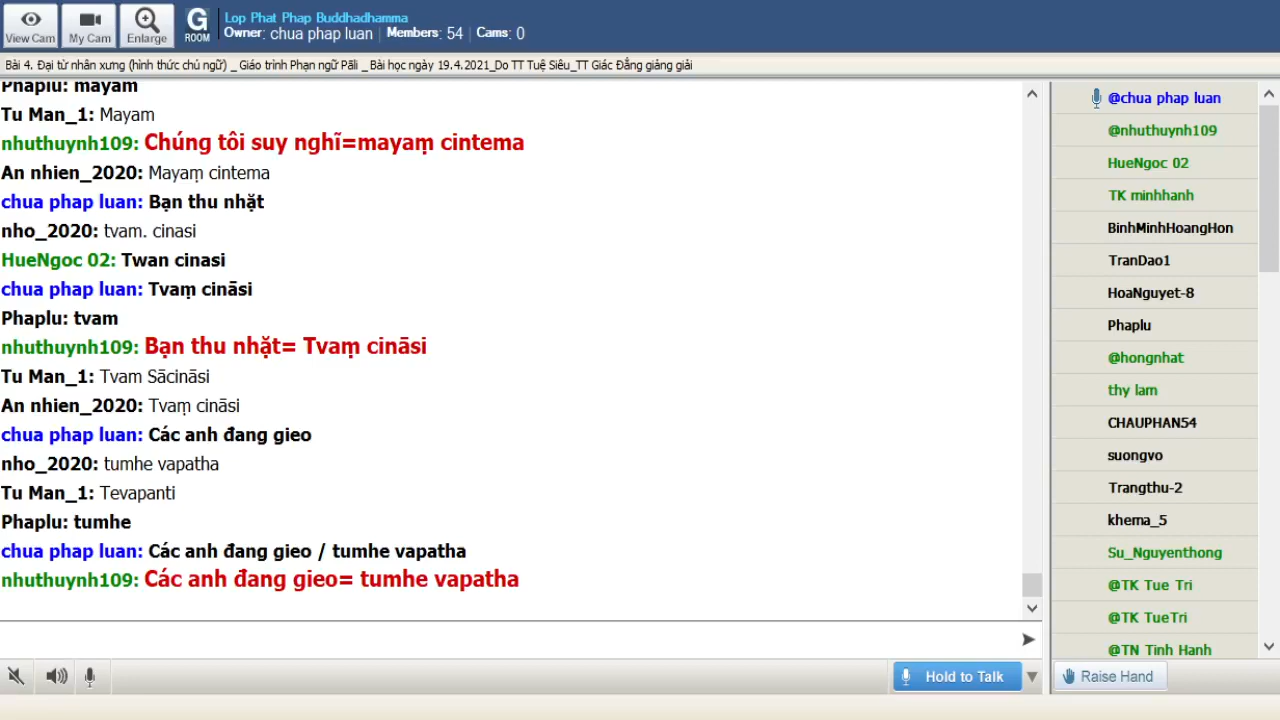 View Cam
My Cam
Enlarge
G
ROOM
Lop Phat Phap Buddhadhamma
Owner: chua phap luan | Members: 54 | Cams: 0
Bài 4. Đại từ nhân xưng (hình thức chủ ngữ) _ Giáo trình Phạn ngữ Pāli _ Bài học ngày 19.4.2021_Do TT Tuệ Siêu_TT Giác Đẳng giảng giải
Phaplu: mayam
Tu Man_1: Mayam
nhuthuynh109: Chúng tôi suy nghĩ=mayaṃ cintema
An nhien_2020: Mayaṃ cintema
chua phap luan: Bạn thu nhặt
nho_2020: tvam. cinasi
HueNgoc 02: Twan cinasi
chua phap luan: Tvaṃ cināsi
Phaplu: tvam
nhuthuynh109: Bạn thu nhặt= Tvaṃ cināsi
Tu Man_1: Tvam Sācināsi
An nhien_2020: Tvaṃ cināsi
chua phap luan: Các anh đang gieo
nho_2020: tumhe vapatha
Tu Man_1: Tevapanti
Phaplu: tumhe
chua phap luan: Các anh đang gieo / tumhe vapatha
nhuthuynh109: Các anh đang gieo= tumhe vapatha
@chua phap luan
@nhuthuynh109
HueNgoc 02
TK minhhanh
BinhMinhHoangHon
TranDao1
HoaNguyet-8
Phaplu
@hongnhat
thy lam
CHAUPHAN54
suongvo
Trangthu-2
khema_5
Su_Nguyenthong
@TK Tue Tri
@TK TueTri
@TN Tinh Hanh
Hold to Talk
Raise Hand